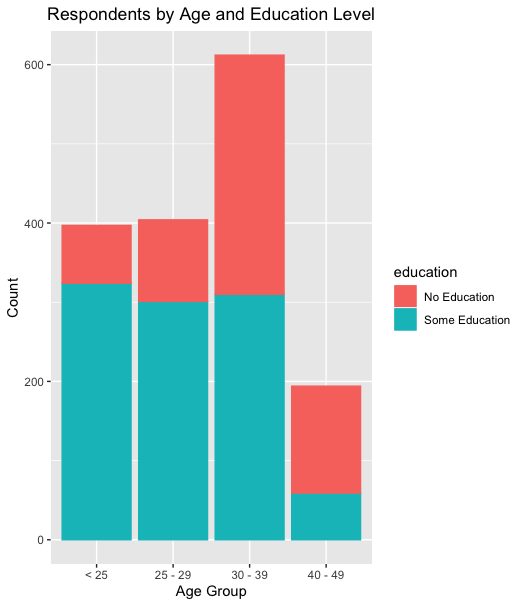 Respondents by Age and Education Level
600
400
200
0
Count
< 25
25 - 29
30 - 39
40 - 49
Age Group
education
No Education
Some Education